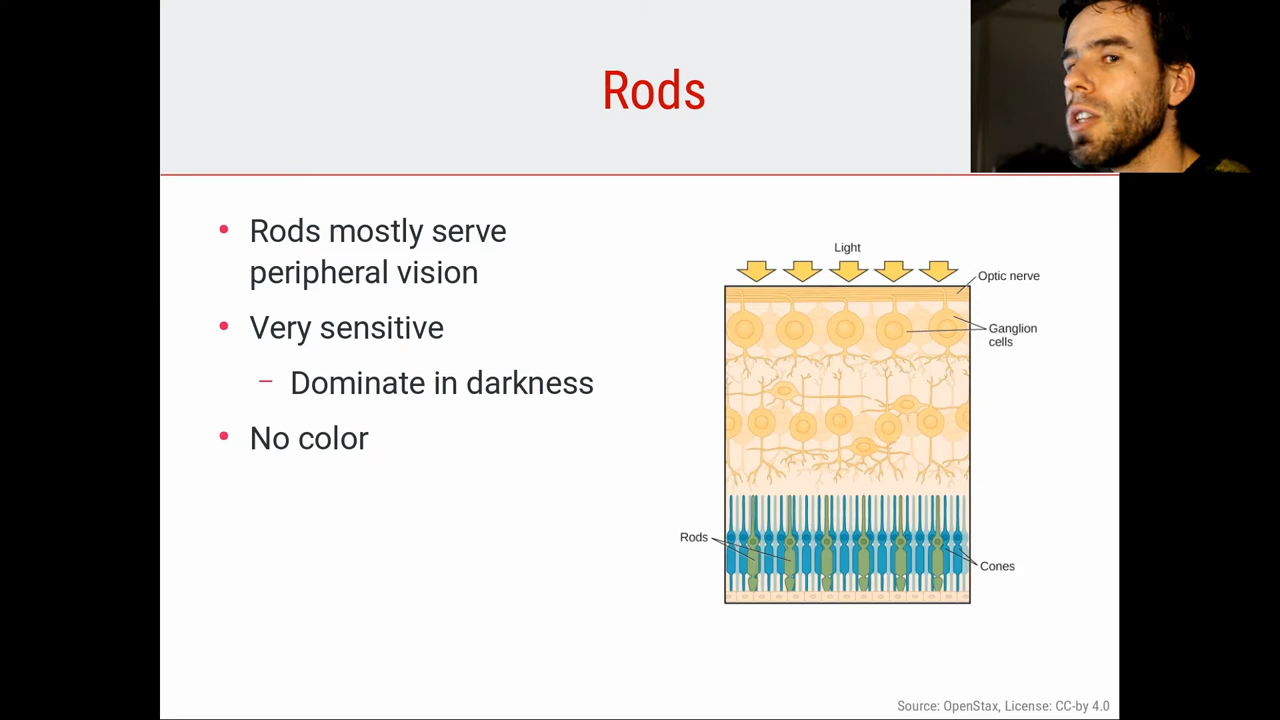 Rods
Rods mostly serve
peripheral vision
Very sensitive
– Dominate in darkness
No color
Light
Optic nerve
Ganglion
cells
Rods
Cones
Source: OpenStax, License: CC-by 4.0